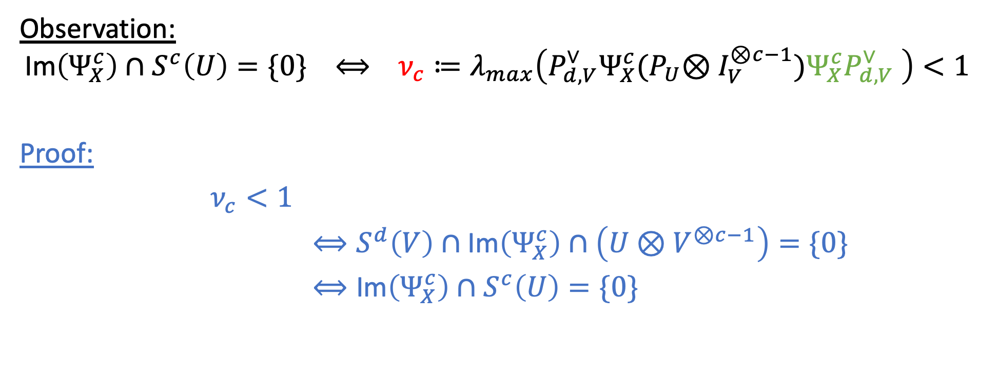 Observation:
Im(Ψ_X^c) ∩ S^c(U) = {0} ⟺ ν_c ≔ λ_max(P_{d,V}^∨ Ψ_X^c (P_U ⊗ I_V^{⊗c−1}) Ψ_X^c P_{d,V}^∨) < 1
Proof:
ν_c < 1
⟺ S^d(V) ∩ Im(Ψ_X^c) ∩ (U ⊗ V^{⊗c−1}) = {0}
⟺ Im(Ψ_X^c) ∩ S^c(U) = {0}